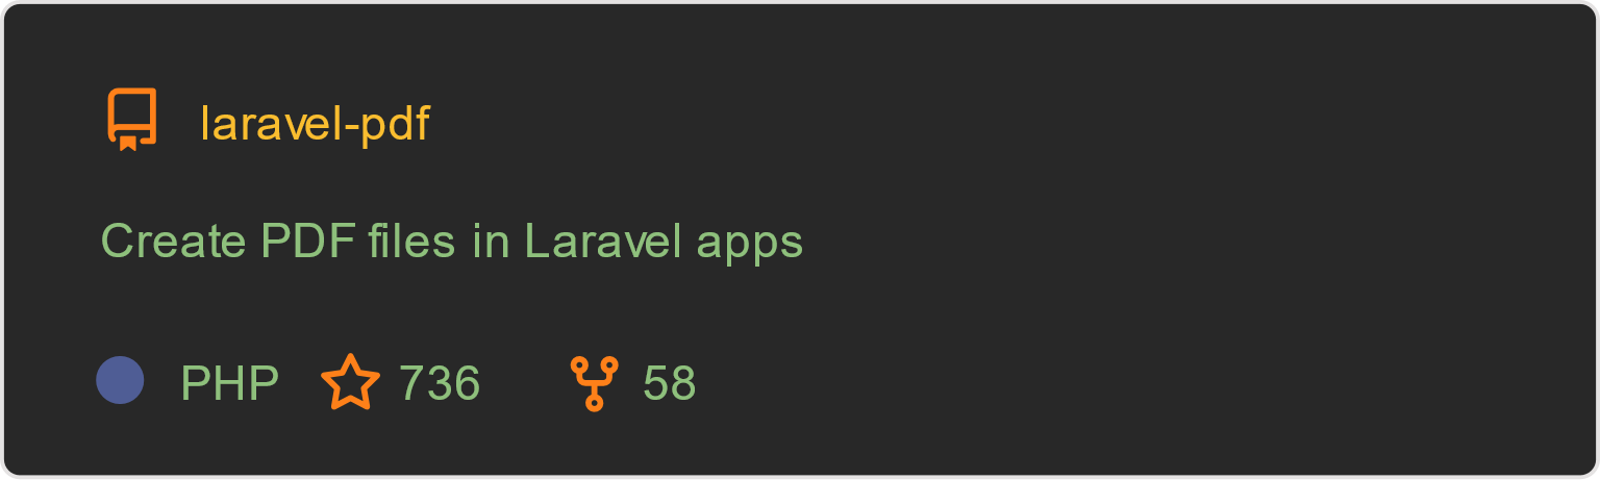 laravel-pdf
Create PDF files in Laravel apps
PHP 736 58